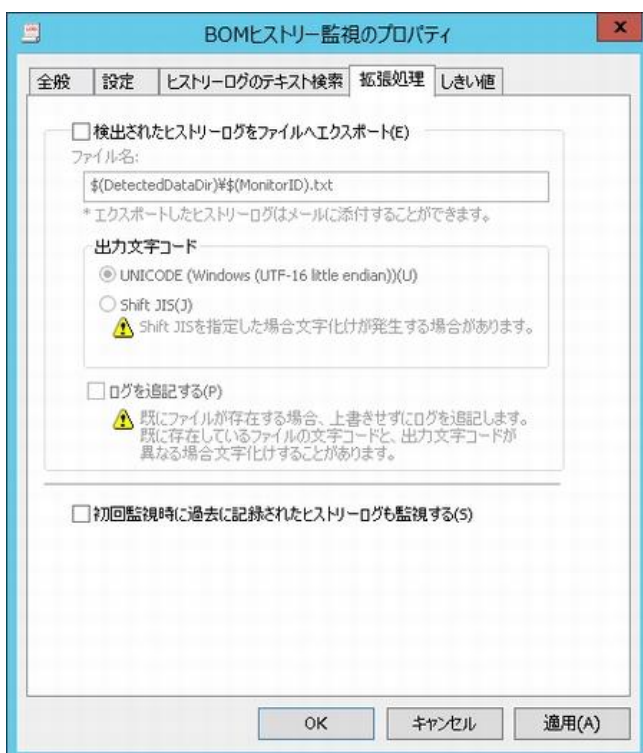 BOMヒストリー監視のプロパティ
x
全般 設定 ヒストリーログのテキスト検索 拡張処理 しきい値
検出されたヒストリーログをファイルへエクスポート(E)
ファイル名:
$(DetectedDataDir)¥$(MonitorID).txt
* エクスポートしたヒストリーログはメールに添付することができます。
出力文字コード
UNICODE (Windows (UTF-16 little endian))(U)
Shift JIS(J)
Shift JISを指定した場合文字化けが発生する場合があります。
ログを追記する(P)
既にファイルが存在する場合、上書きせずにログを追記します。
既に存在しているファイルの文字コードと、出力文字コードが
異なる場合文字化けすることがあります。
初回監視時に過去に記録されたヒストリーログも監視する(S)
OK キャンセル 適用(A)